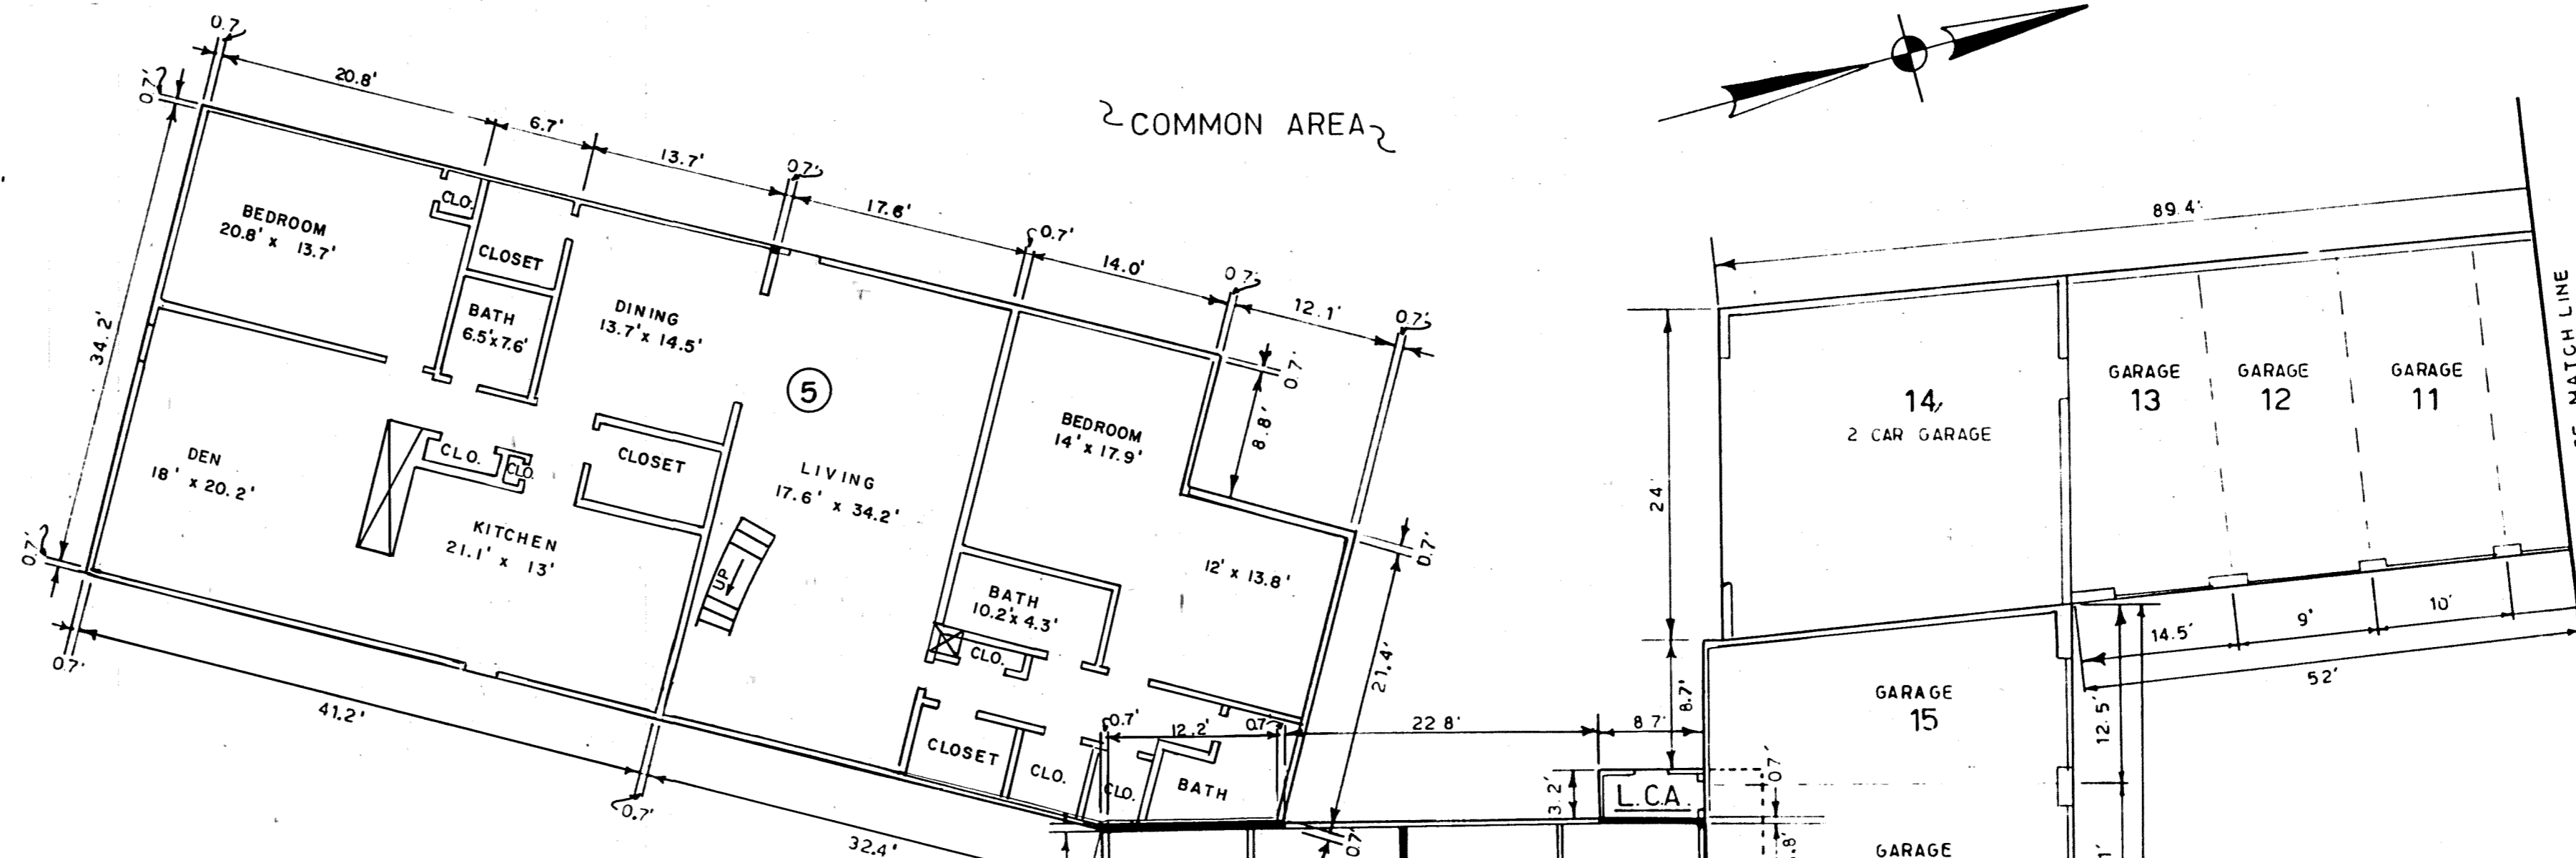 0.7
0.7'
20.8'
6.7'
13.7'
0.7'
17.6'
0.7'
14.0'
0.7'
12.1'
0.7'
COMMON AREA
34.2'
BEDROOM
20.8' x 13.7'
CLO.
CLOSET
BATH
6.5'x7.6'
DINING
13.7' x 14.5'
5
DEN
18' x 20.2'
CLO.
CLO.
CLOSET
KITCHEN
21.1' x 13'
LIVING
17.6' x 34.2'
UP
BEDROOM
14' x 17.9'
0.7'
8.8'
0.7'
12' x 13.8'
BATH
10.2'x 4.3'
CLO.
21.4'
CLOSET
CLO.
CLO.
BATH
0.7'
12.2'
0.7
22.8'
8.7'
8.7'
0.7'
0.7'
41.2'
0.7'
32.4'
0.7'
3.2'
L.C.A.
0.7'
.8'
89.4'
24'
14
2 CAR GARAGE
GARAGE
13
GARAGE
12
GARAGE
11
MATCH LINE
14.5'
9'
10'
52'
12.5'
1'
GARAGE
15
GARAGE